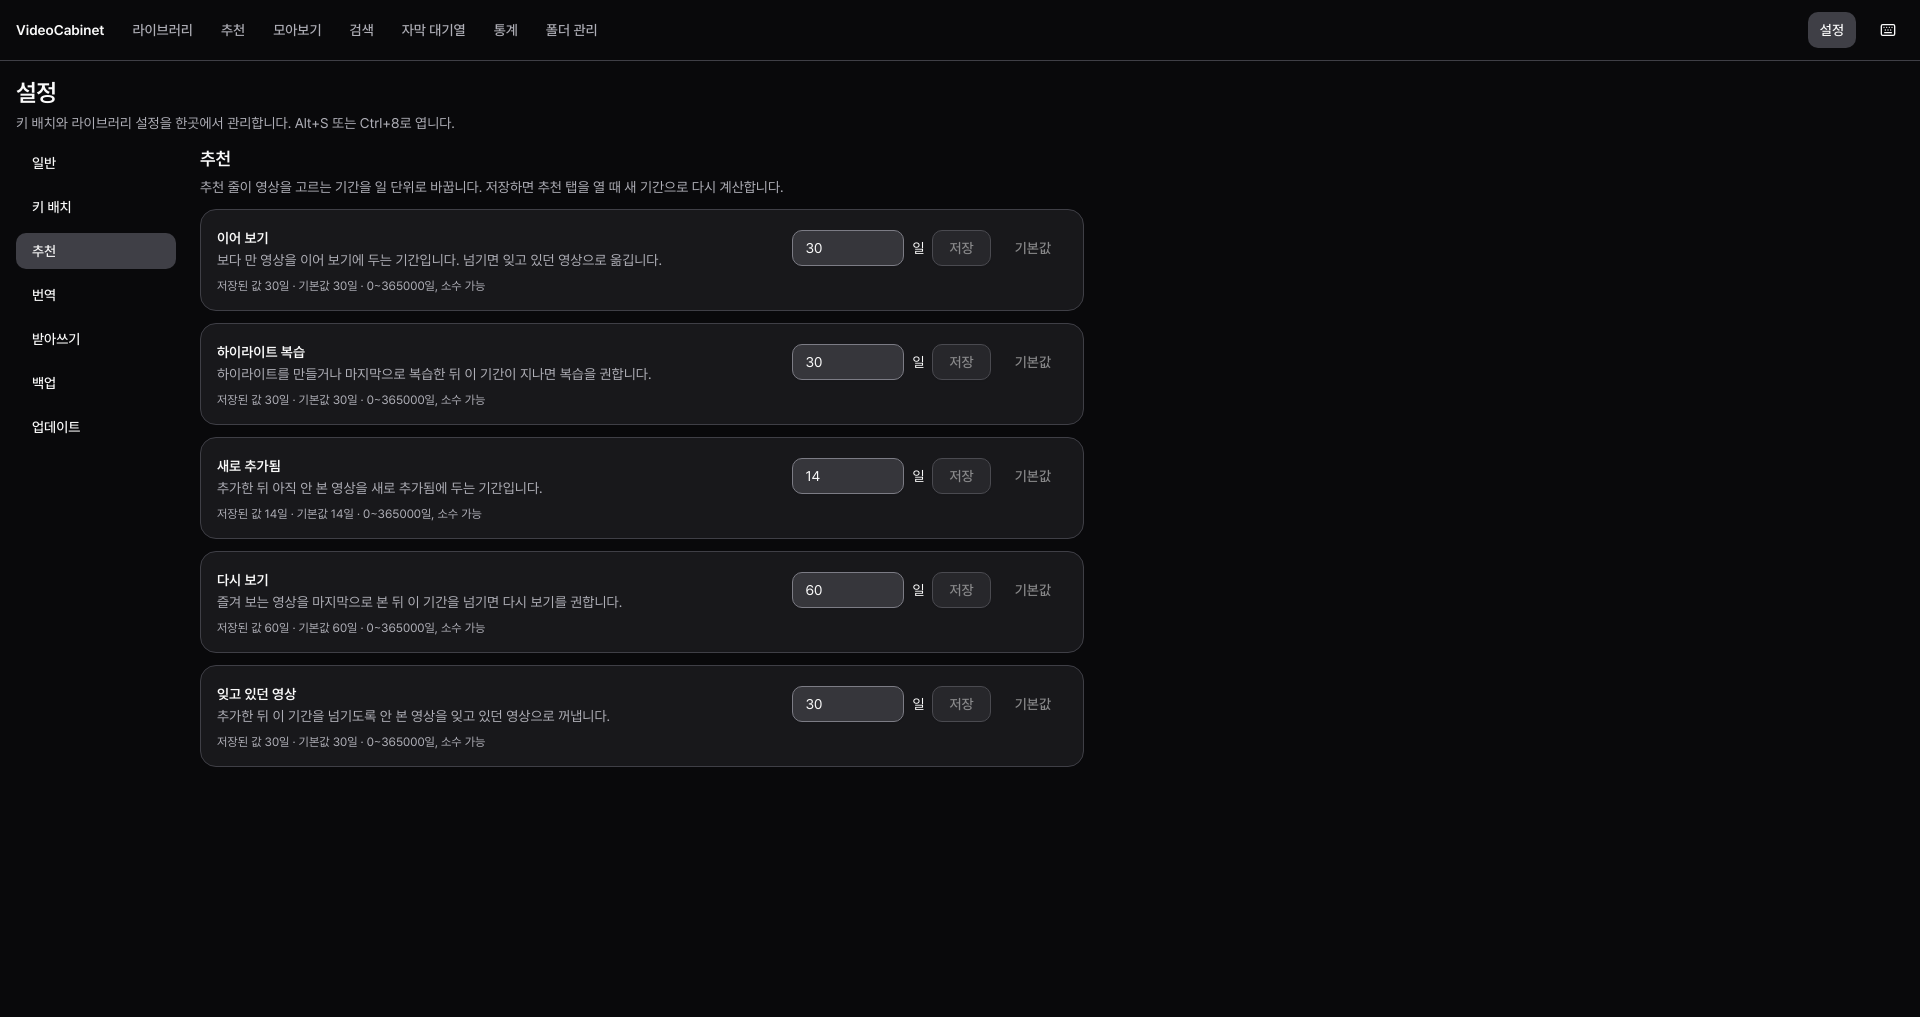 VideoCabinet 라이브러리 추천 모아보기 검색 자막 대기열 통계 폴더 관리 설정
설정
키 배치와 라이브러리 설정을 한곳에서 관리합니다. Alt+S 또는 Ctrl+8로 엽니다.
일반
키 배치
추천
번역
받아쓰기
백업
업데이트
추천
추천 줄이 영상을 고르는 기간을 일 단위로 바꿉니다. 저장하면 추천 탭을 열 때 새 기간으로 다시 계산합니다.
이어 보기
보다 만 영상을 이어 보기에 두는 기간입니다. 넘기면 잊고 있던 영상으로 옮깁니다.
저장된 값 30일 · 기본값 30일 · 0~365000일, 소수 가능
30 일 저장 기본값
하이라이트 복습
하이라이트를 만들거나 마지막으로 복습한 뒤 이 기간이 지나면 복습을 권합니다.
저장된 값 30일 · 기본값 30일 · 0~365000일, 소수 가능
30 일 저장 기본값
새로 추가됨
추가한 뒤 아직 안 본 영상을 새로 추가됨에 두는 기간입니다.
저장된 값 14일 · 기본값 14일 · 0~365000일, 소수 가능
14 일 저장 기본값
다시 보기
즐겨 보는 영상을 마지막으로 본 뒤 이 기간을 넘기면 다시 보기를 권합니다.
저장된 값 60일 · 기본값 60일 · 0~365000일, 소수 가능
60 일 저장 기본값
잊고 있던 영상
추가한 뒤 이 기간을 넘기도록 안 본 영상을 잊고 있던 영상으로 꺼냅니다.
저장된 값 30일 · 기본값 30일 · 0~365000일, 소수 가능
30 일 저장 기본값